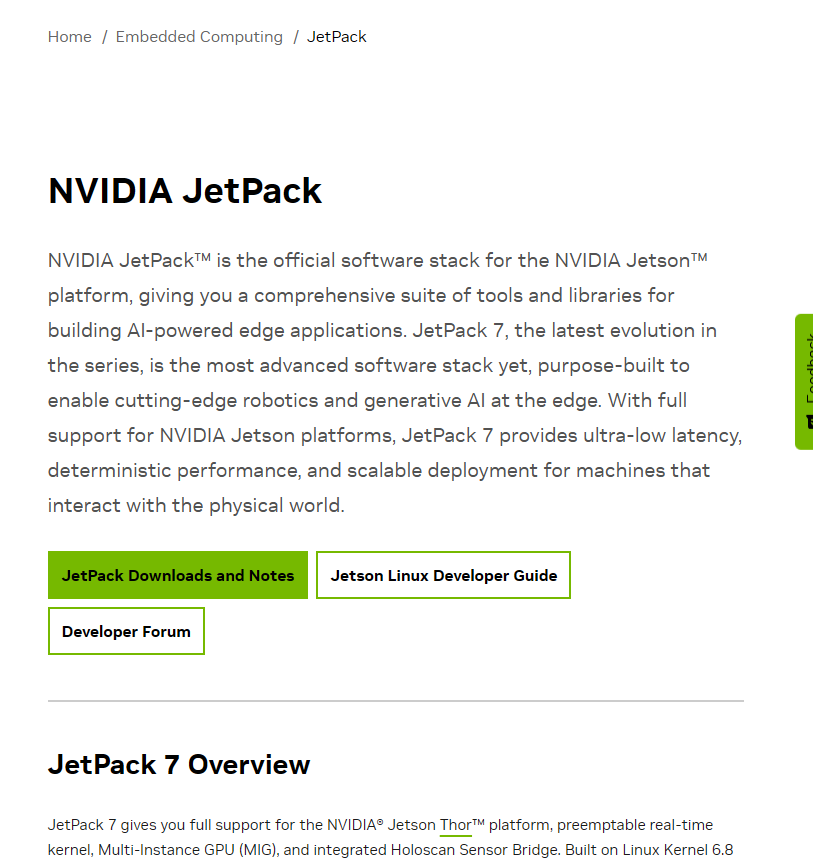 Home / Embedded Computing / JetPack
NVIDIA JetPack
NVIDIA JetPack™ is the official software stack for the NVIDIA Jetson™
platform, giving you a comprehensive suite of tools and libraries for
building AI-powered edge applications. JetPack 7, the latest evolution in
the series, is the most advanced software stack yet, purpose-built to
enable cutting-edge robotics and generative AI at the edge. With full
support for NVIDIA Jetson platforms, JetPack 7 provides ultra-low latency,
deterministic performance, and scalable deployment for machines that
interact with the physical world.
Feedback
JetPack Downloads and Notes
Jetson Linux Developer Guide
Developer Forum
JetPack 7 Overview
JetPack 7 gives you full support for the NVIDIA® Jetson Thor™ platform, preemptable real-time
kernel, Multi-Instance GPU (MIG), and integrated Holoscan Sensor Bridge. Built on Linux Kernel 6.8